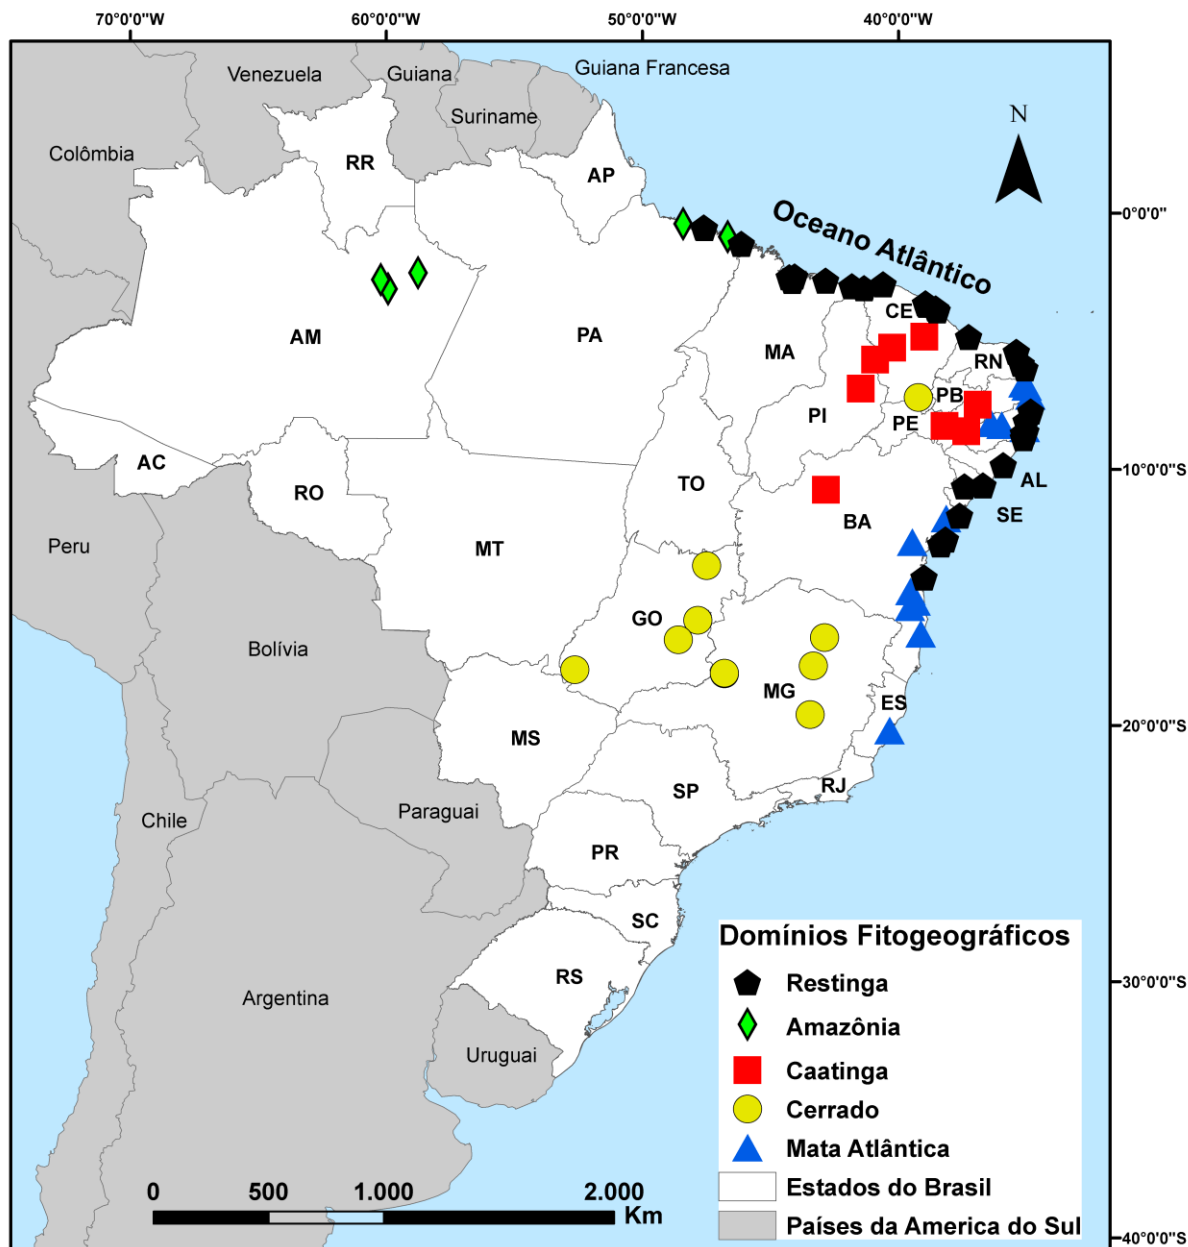 70°0'0"W 60°0'0"W 50°0'0"W 40°0'0"W
Venezuela
Guiana
Guiana Francesa
Suriname
Colômbia
N
RR
AP
0°0'0"
Oceano Atlântico
CE
AM
PA
MA
RN
PB
PI
PE
AC
RO
TO
10°0'0"S
AL
SE
BA
Peru
MT
GO
Bolívia
MG
ES
20°0'0"S
MS
SP
RJ
Chile
Paraguai
PR
SC
RS
30°0'0"S
Argentina
Uruguai
Domínios Fitogeográficos
Restinga
Amazônia
Caatinga
Cerrado
Mata Atlântica
Estados do Brasil
Países da America do Sul
0 500 1.000 2.000
Km
40°0'0"S